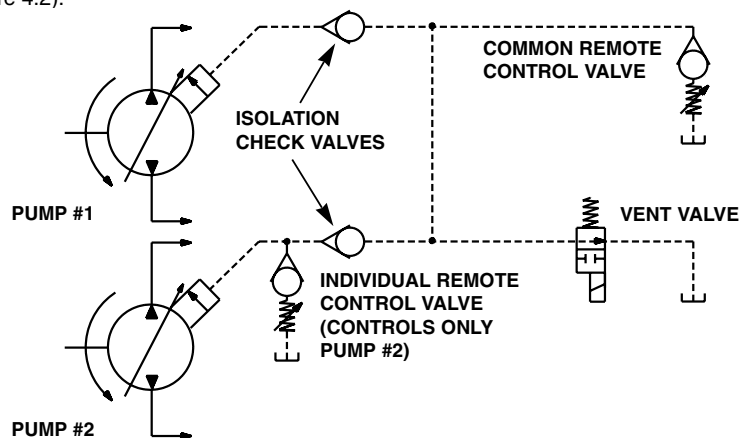 re 4.2).
COMMON REMOTE
CONTROL VALVE
ISOLATION
CHECK VALVES
PUMP #1
VENT VALVE
INDIVIDUAL REMOTE
CONTROL VALVE
(CONTROLS ONLY
PUMP #2)
PUMP #2